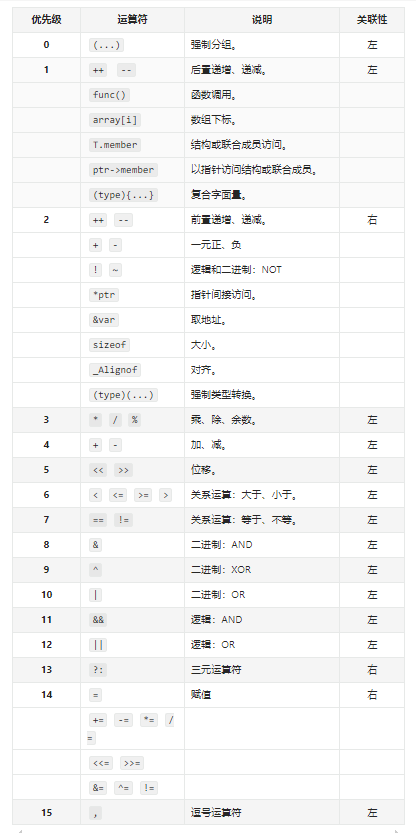 优先级 运算符 说明 关联性
0 (...) 强制分组。 左
1 ++ -- 后置递增、递减。 左
func() 函数调用。
array[i] 数组下标。
T.member 结构或联合成员访问。
ptr->member 以指针访问结构或联合成员。
(type){...} 复合字面量。
2 ++ -- 前置递增、递减。 右
+ - 一元正、负
! ~ 逻辑和二进制：NOT
*ptr 指针间接访问。
&var 取地址。
sizeof 大小。
_Alignof 对齐。
(type)(...) 强制类型转换。
3 * / % 乘、除、余数。 左
4 + - 加、减。 左
5 << >> 位移。 左
6 < <= >= > 关系运算：大于、小于。 左
7 == != 关系运算：等于、不等。 左
8 & 二进制：AND 左
9 ^ 二进制：XOR 左
10 | 二进制：OR 左
11 && 逻辑：AND 左
12 || 逻辑：OR 左
13 ?: 三元运算符 右
14 = 赋值 右
+= -= *= /
=
<<= >>=
&= ^= !=
15 , 逗号运算符 左